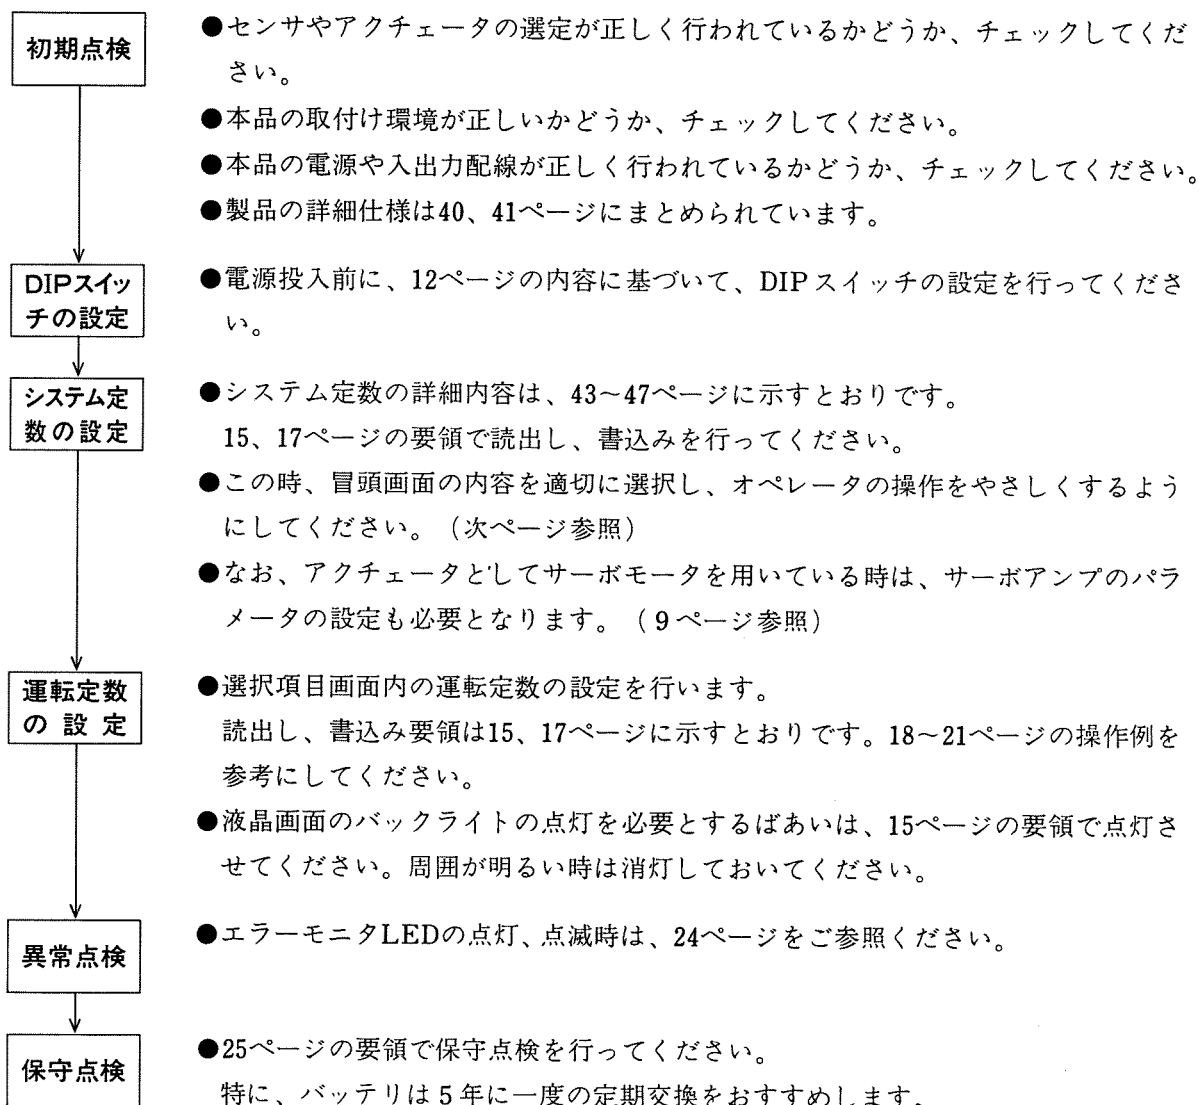 初期点検
●センサやアクチェータの選定が正しく行われているかどうか、チェックしてくだ
さい。
●本品の取付け環境が正しいかどうか、チェックしてください。
●本品の電源や入出力配線が正しく行われているかどうか、チェックしてください。
●製品の詳細仕様は40、41ページにまとめられています。
DIPスイッ
チの設定
●電源投入前に、12ページの内容に基づいて、DIPスイッチの設定を行ってくださ
い。
システム定
数の設定
●システム定数の詳細内容は、43~47ページに示すとおりです。
15、17ページの要領で読出し、書込みを行ってください。
●この時、冒頭画面の内容を適切に選択し、オペレータの操作をやさしくするよう
にしてください。(次ページ参照)
●なお、アクチェータとしてサーボモータを用いている時は、サーボアンプのパラ
メータの設定も必要となります。(9ページ参照)
運転定数
の設定
●選択項目画面内の運転定数の設定を行います。
読出し、書込み要領は15、17ページに示すとおりです。18~21ページの操作例を
参考にしてください。
●液晶画面のバックライトの点灯を必要とするばあいは、15ページの要領で点灯さ
せてください。周囲が明るい時は消灯しておいてください。
異常点検
●エラーモニタLEDの点灯、点滅時は、24ページをご参照ください。
保守点検
●25ページの要領で保守点検を行ってください。
特に、バッテリは5年に一度の定期交換をおすすめします。